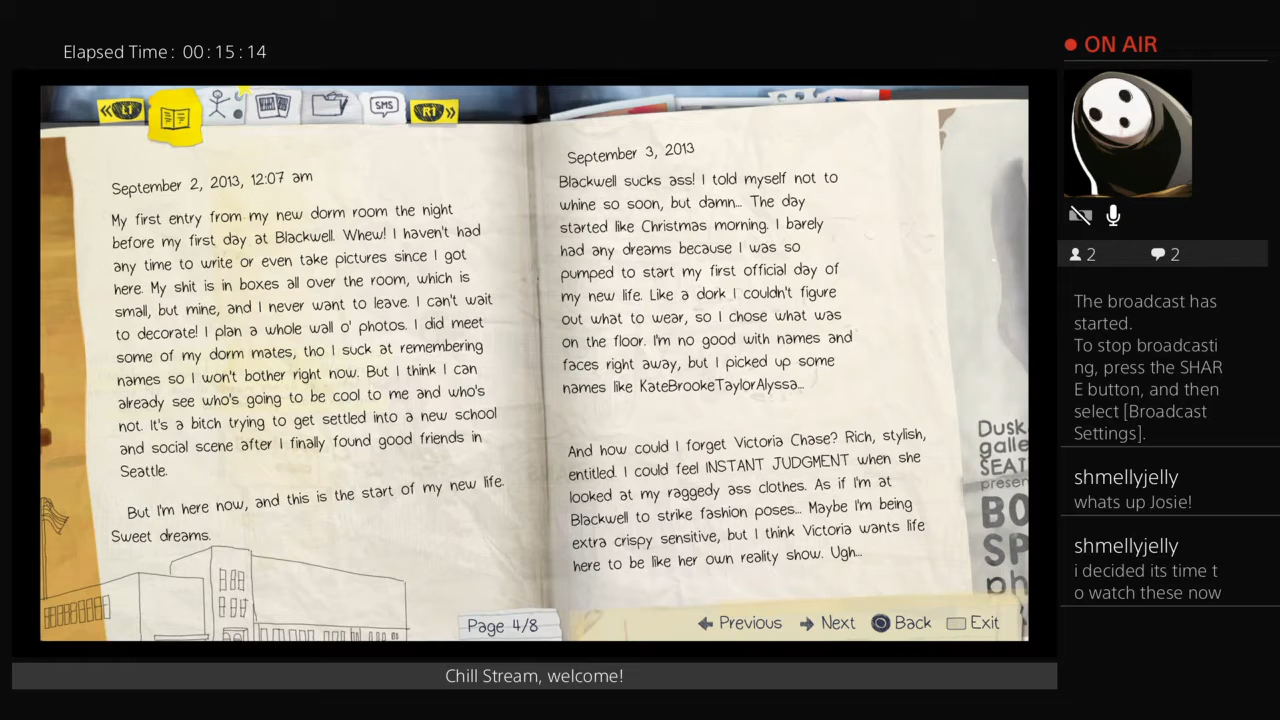 Elapsed Time: 00:15:14
ON AIR
L1
SMS
R1
September 2, 2013, 12:07 am
My first entry from my new dorm room the night
before my first day at Blackwell. Whew! I haven't had
any time to write or even take pictures since I got
here. My shit is in boxes all over the room, which is
small, but mine, and I never want to leave. I can't wait
to decorate! I plan a whole wall o' photos. I did meet
some of my dorm mates, tho I suck at remembering
names so I won't bother right now. But I think I can
already see who's going to be cool to me and who's
not. It's a bitch trying to get settled into a new school
and social scene after I finally found good friends in
Seattle.
But I'm here now, and this is the start of my new life.
Sweet dreams.
September 3, 2013
Blackwell sucks ass! I told myself not to
whine so soon, but damn... The day
started like Christmas morning. I barely
had any dreams because I was so
pumped to start my first official day of
my new life. Like a dork I couldn't figure
out what to wear, so I chose what was
on the floor. I'm no good with names and
faces right away, but I picked up some
names like KateBrookeTaylorAlyssa...
And how could I forget Victoria Chase? Rich, stylish,
entitled. I could feel INSTANT JUDGMENT when she
looked at my raggedy ass clothes. As if I'm at
Blackwell to strike fashion poses... Maybe I'm being
extra crispy sensitive, but I think Victoria wants life
here to be like her own reality show. Ugh...
Dusk
galle
SEAT
presen
BO
SP
ph
Page 4/8
Previous
Next
Back
Exit
2
2
The broadcast has
started.
To stop broadcasti
ng, press the SHAR
E button, and then
select [Broadcast
Settings].
shmellyjelly
whats up Josie!
shmellyjelly
i decided its time t
o watch these now
Chill Stream, welcome!